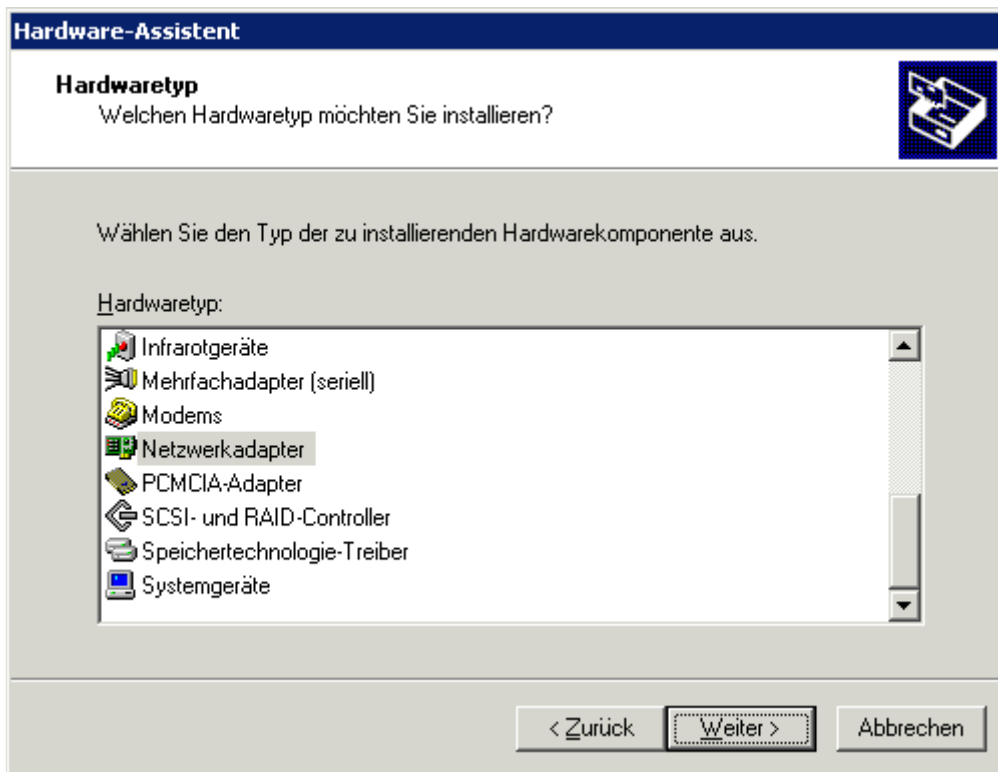 Hardware-Assistent
Hardwaretyp
Welchen Hardwaretyp möchten Sie installieren?
Wählen Sie den Typ der zu installierenden Hardwarekomponente aus.
Hardwaretyp:
Infrarotgeräte
Mehrfachadapter (seriell)
Modems
Netzwerkadapter
PCMCIA-Adapter
SCSI- und RAID-Controller
Speichertechnologie-Treiber
Systemgeräte
< Zurück Weiter > Abbrechen